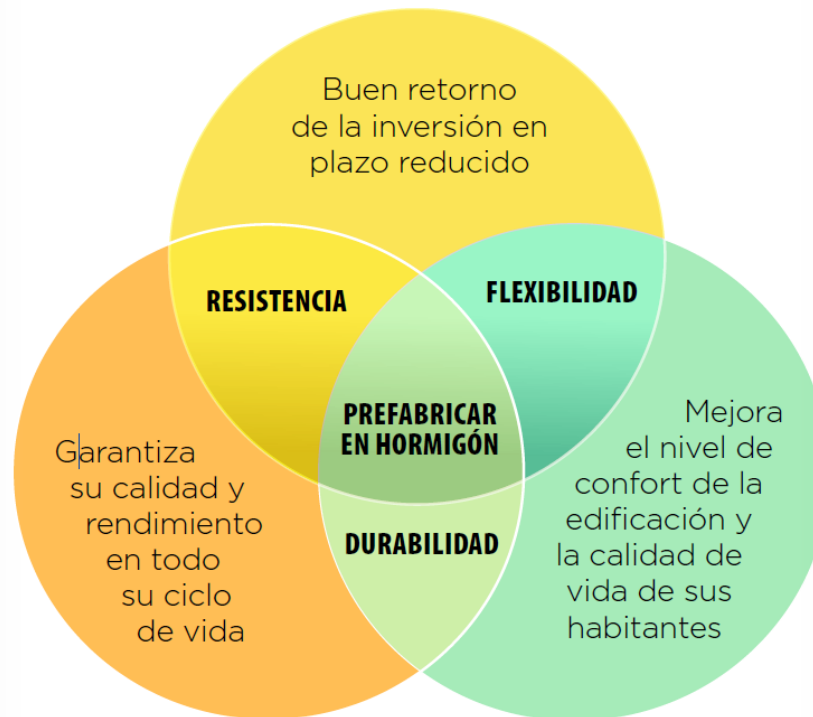 Buen retorno
de la inversión en
plazo reducido
RESISTENCIA
FLEXIBILIDAD
PREFABRICAR
EN HORMIGÓN
Garantiza
su calidad y
rendimiento
en todo
su ciclo
de vida
Mejora
el nivel de
confort de la
edificación y
la calidad de
vida de sus
habitantes
DURABILIDAD